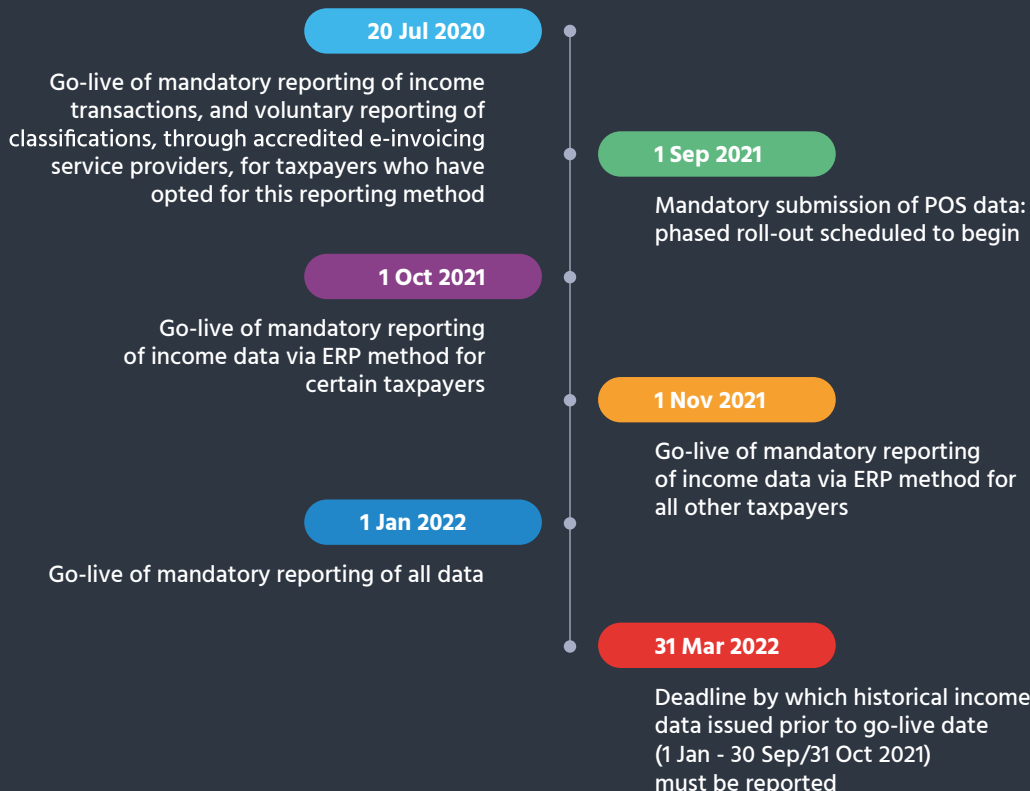 20 Jul 2020
Go-live of mandatory reporting of income
transactions, and voluntary reporting of
classifications, through accredited e-invoicing
service providers, for taxpayers who have
opted for this reporting method
1 Sep 2021
Mandatory submission of POS data:
phased roll-out scheduled to begin
1 Oct 2021
Go-live of mandatory reporting
of income data via ERP method for
certain taxpayers
1 Nov 2021
Go-live of mandatory reporting
of income data via ERP method for
all other taxpayers
1 Jan 2022
Go-live of mandatory reporting of all data
31 Mar 2022
Deadline by which historical income
data issued prior to go-live date
(1 Jan - 30 Sep/31 Oct 2021)
must be reported